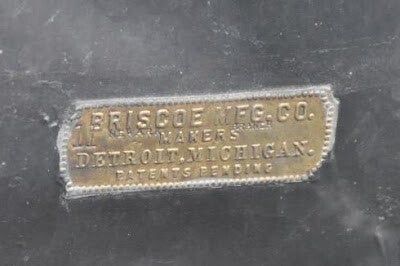 BRISCOE MFG. CO.
MAKERS
DETROIT, MICHIGAN.
PATENTS PENDING